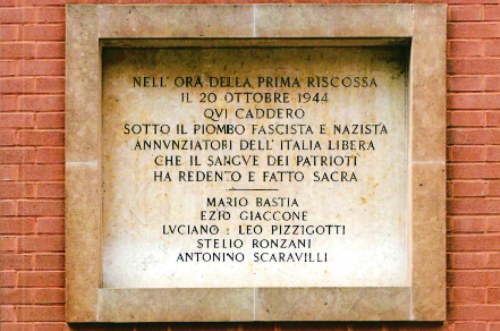 NELL' ORA DELLA PRIMA RISCOSSA
IL 20 OTTOBRE 1944
QVI CADDERO
SOTTO IL PIOMBO FASCISTA E NAZISTA
ANNVNZIATORI DELL' ITALIA LIBERA
CHE IL SANGVE DEI PATRIOTI
HA REDENTO E FATTO SACRA
MARIO BASTIA
EZIO GIACCONE
LVCIANO E LEO PIZZIGOTTI
STELIO RONZANI
ANTONINO SCARAVILLI